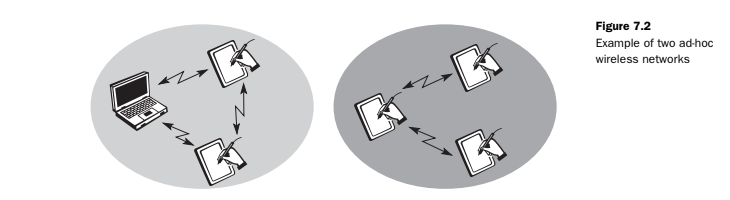 Figure 7.2
Example of two ad-hoc
wireless networks